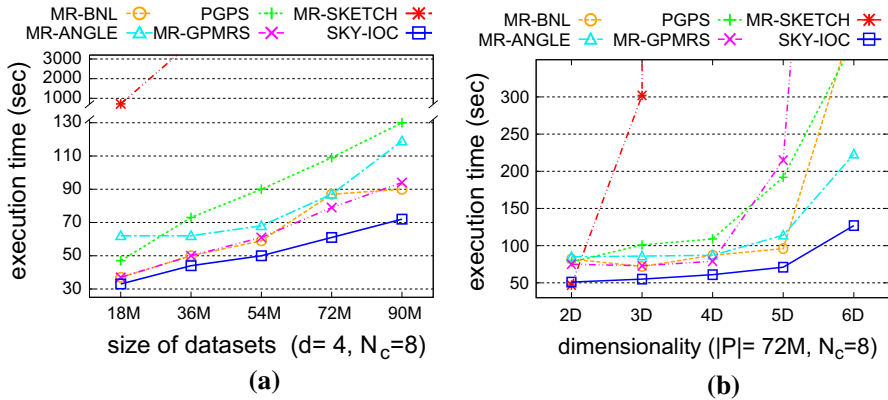 MR-BNL PGPS MR-SKETCH
MR-ANGLE MR-GPMRS SKY-IOC
execution time (sec)
3000
2000
1000
130
110
90
70
50
30
18M 36M 54M 72M 90M
size of datasets (d= 4, Nc=8)
(a)
MR-BNL PGPS MR-SKETCH
MR-ANGLE MR-GPMRS SKY-IOC
execution time (sec)
300
250
200
150
100
50
2D 3D 4D 5D 6D
dimensionality (|P|= 72M, Nc=8)
(b)